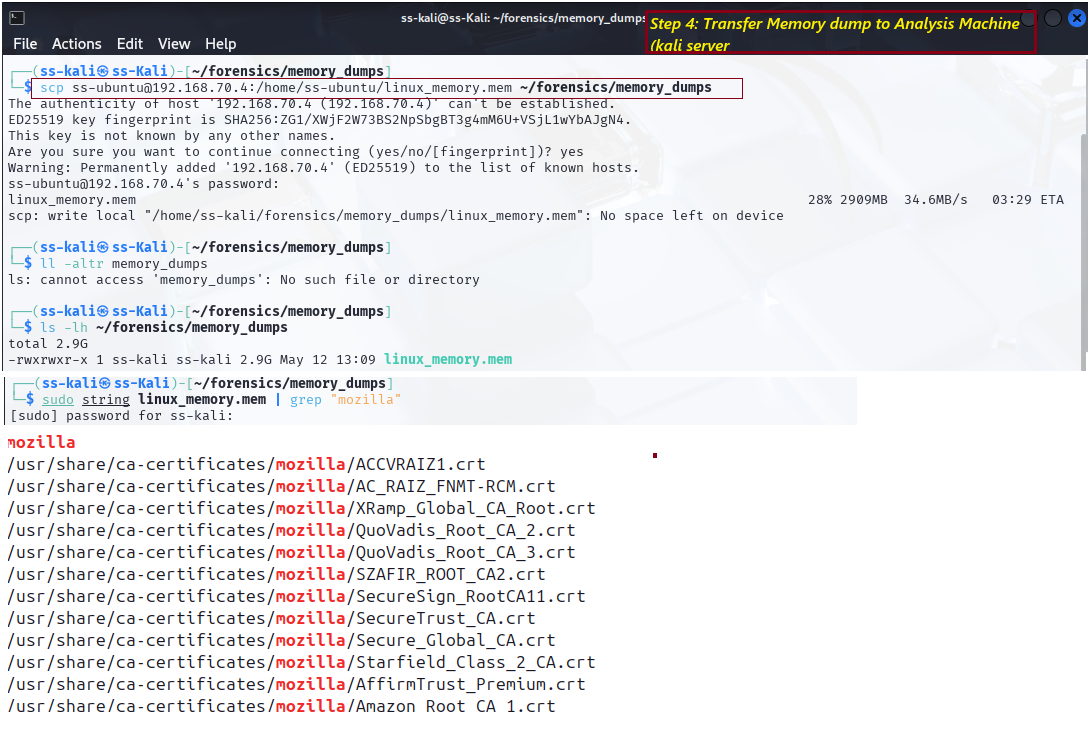 ss-kali@ss-Kali: ~/forensics/memory_dumps
Step 4: Transfer Memory dump to Analysis Machine
(kali server
File Actions Edit View Help
┌──(ss-kali㉿ss-Kali)-[~/forensics/memory_dumps]
└─$ scp ss-ubuntu@192.168.70.4:/home/ss-ubuntu/linux_memory.mem ~/forensics/memory_dumps
The authenticity of host '192.168.70.4 (192.168.70.4)' can't be established.
ED25519 key fingerprint is SHA256:ZG1/XWjF2W73BS2NpSbgBT3g4mM6U+VSjL1wYbAJgN4.
This key is not known by any other names.
Are you sure you want to continue connecting (yes/no/[fingerprint])? yes
Warning: Permanently added '192.168.70.4' (ED25519) to the list of known hosts.
ss-ubuntu@192.168.70.4's password:
linux_memory.mem 28% 2909MB 34.6MB/s 03:29 ETA
scp: write local "/home/ss-kali/forensics/memory_dumps/linux_memory.mem": No space left on device
┌──(ss-kali㉿ss-Kali)-[~/forensics/memory_dumps]
└─$ ll -altr memory_dumps
ls: cannot access 'memory_dumps': No such file or directory
┌──(ss-kali㉿ss-Kali)-[~/forensics/memory_dumps]
└─$ ls -lh ~/forensics/memory_dumps
total 2.9G
-rwxrwxr-x 1 ss-kali ss-kali 2.9G May 12 13:09 linux_memory.mem
┌──(ss-kali㉿ss-Kali)-[~/forensics/memory_dumps]
└─$ sudo string linux_memory.mem | grep "mozilla"
[sudo] password for ss-kali:
mozilla
/usr/share/ca-certificates/mozilla/ACCVRAIZ1.crt
/usr/share/ca-certificates/mozilla/AC_RAIZ_FNMT-RCM.crt
/usr/share/ca-certificates/mozilla/XRamp_Global_CA_Root.crt
/usr/share/ca-certificates/mozilla/QuoVadis_Root_CA_2.crt
/usr/share/ca-certificates/mozilla/QuoVadis_Root_CA_3.crt
/usr/share/ca-certificates/mozilla/SZAFIR_ROOT_CA2.crt
/usr/share/ca-certificates/mozilla/SecureSign_RootCA11.crt
/usr/share/ca-certificates/mozilla/SecureTrust_CA.crt
/usr/share/ca-certificates/mozilla/Secure_Global_CA.crt
/usr/share/ca-certificates/mozilla/Starfield_Class_2_CA.crt
/usr/share/ca-certificates/mozilla/AffirmTrust_Premium.crt
/usr/share/ca-certificates/mozilla/Amazon Root CA 1.crt